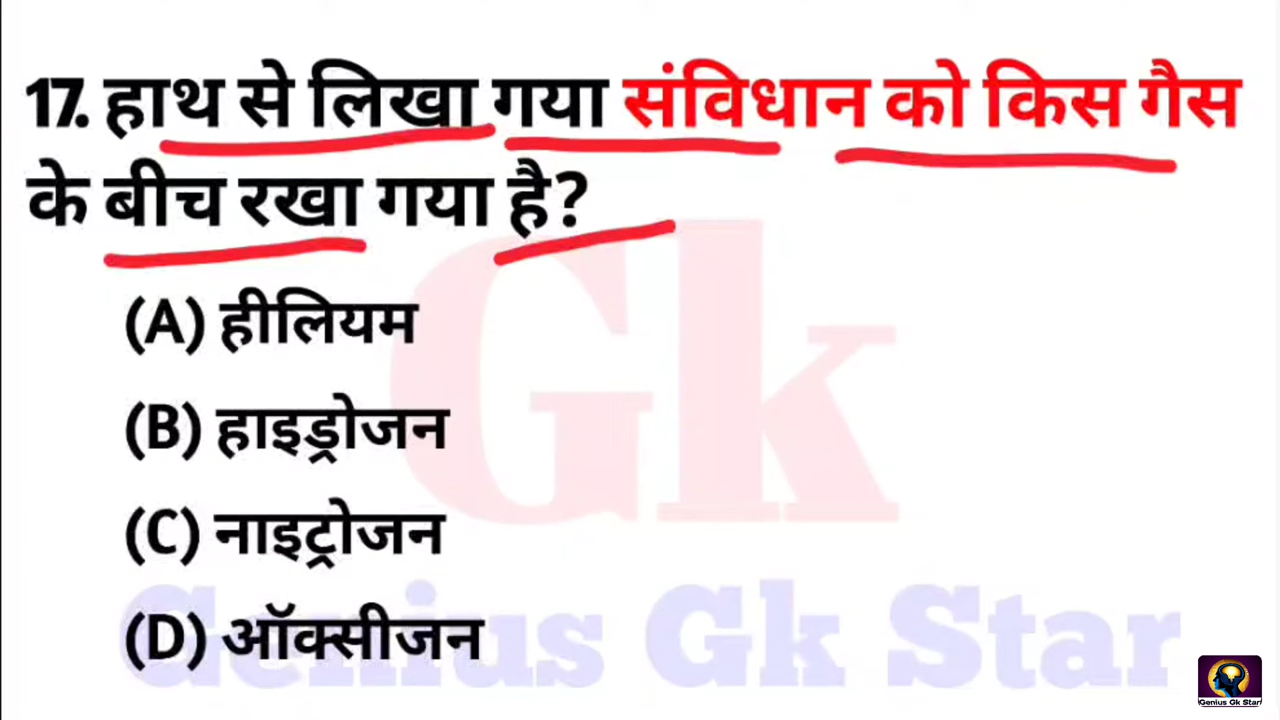 17. हाथ से लिखा गया संविधान को किस गैस
के बीच रखा गया है?
(A) हीलियम
(B) हाइड्रोजन
(C) नाइट्रोजन
(D) ऑक्सीजन
Gk
Genius Gk Star
Genius Gk Star